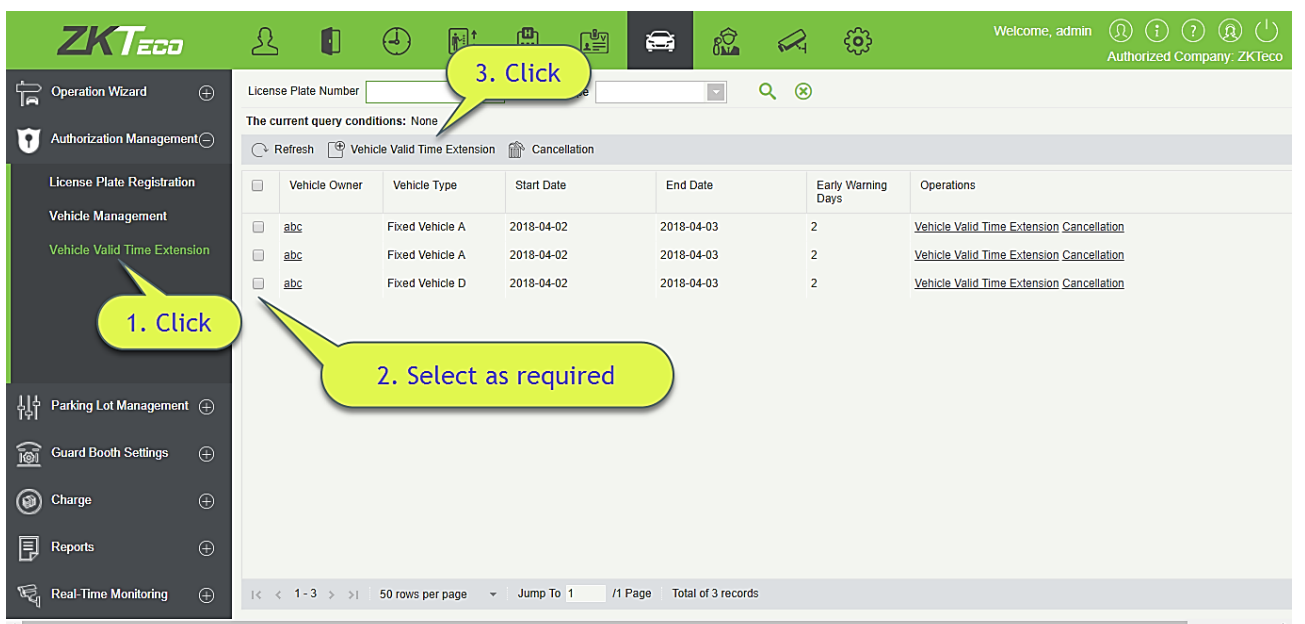 ZKTeco
Welcome, admin
Authorized Company: ZKTeco
3. Click
Operation Wizard
Authorization Management
License Plate Registration
Vehicle Management
Vehicle Valid Time Extension
1. Click
Parking Lot Management
Guard Booth Settings
Charge
Reports
Real-Time Monitoring
License Plate Number
The current query conditions: None
Refresh Vehicle Valid Time Extension Cancellation
Vehicle Owner Vehicle Type Start Date End Date Early Warning Days Operations
abc Fixed Vehicle A 2018-04-02 2018-04-03 2 Vehicle Valid Time Extension Cancellation
abc Fixed Vehicle A 2018-04-02 2018-04-03 2 Vehicle Valid Time Extension Cancellation
abc Fixed Vehicle D 2018-04-02 2018-04-03 2 Vehicle Valid Time Extension Cancellation
2. Select as required
|< < 1-3 > >| 50 rows per page Jump To 1 /1 Page Total of 3 records